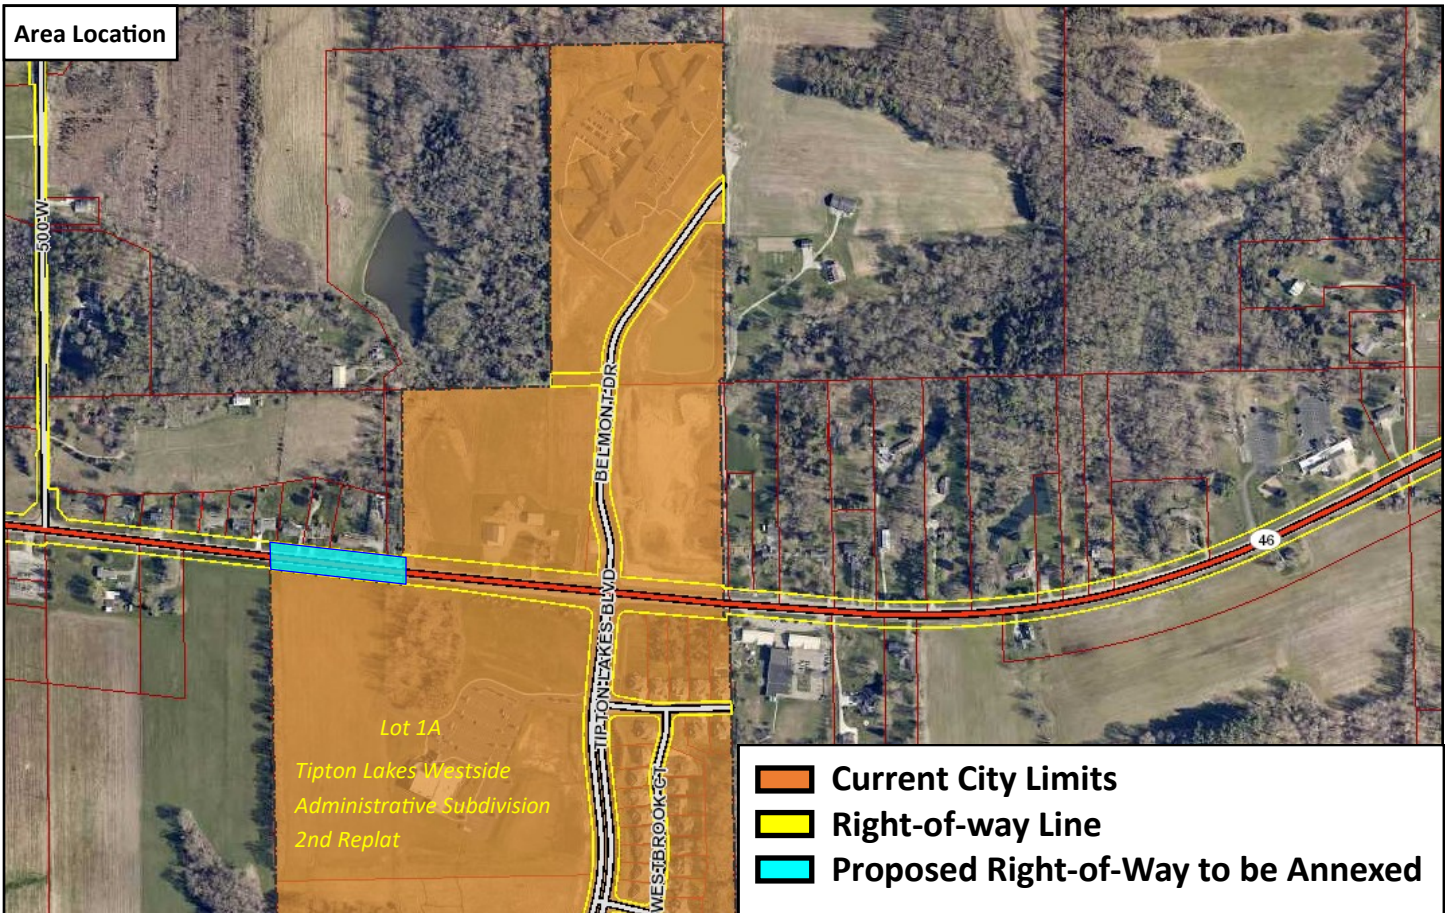 Area Location
500 W
BELMONT DR
46
TIPTON LAKES BLVD
Lot 1A
Tipton Lakes Westside
Administrative Subdivision
2nd Replat
WESTBROOK CT
Current City Limits
Right-of-way Line
Proposed Right-of-Way to be Annexed